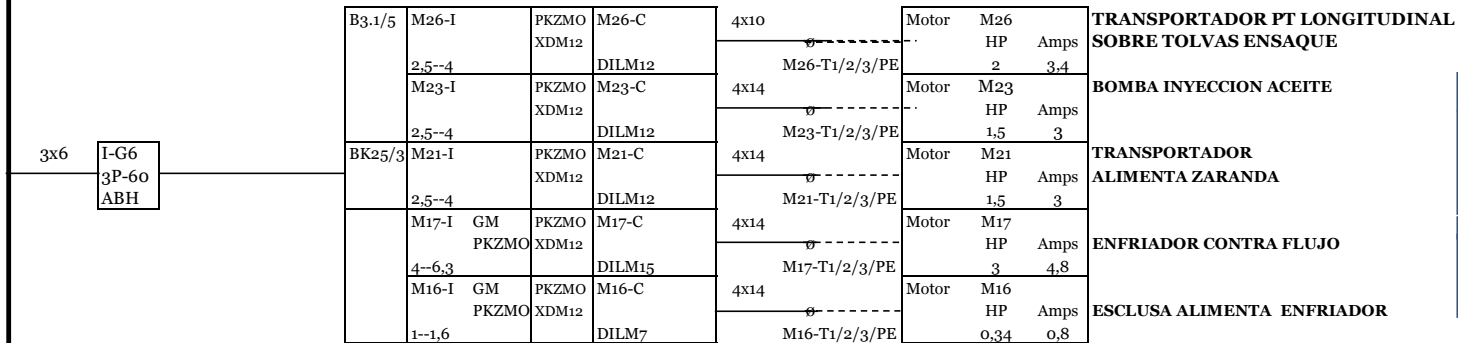 B3.1/5 M26-I PKZMO M26-C 4x10 Motor M26 TRANSPORTADOR PT LONGITUDINAL
XDM12 ø HP Amps SOBRE TOLVAS ENSAQUE
2,5--4 DILM12 M26-T1/2/3/PE 2 3,4
M23-I PKZMO M23-C 4x14 Motor M23 BOMBA INYECCION ACEITE
XDM12 ø HP Amps
2,5--4 DILM12 M23-T1/2/3/PE 1,5 3
3x6 I-G6 BK25/3 M21-I PKZMO M21-C 4x14 Motor M21 TRANSPORTADOR
3P-60 XDM12 ø HP Amps ALIMENTA ZARANDA
ABH 2,5--4 DILM12 M21-T1/2/3/PE 1,5 3
M17-I GM PKZMO M17-C 4x14 Motor M17
PKZMO XDM12 ø HP Amps ENFRIADOR CONTRA FLUJO
4--6,3 DILM15 M17-T1/2/3/PE 3 4,8
M16-I GM PKZMO M16-C 4x14 Motor M16
PKZMO XDM12 ø HP Amps ESCLUSA ALIMENTA ENFRIADOR
1--1,6 DILM7 M16-T1/2/3/PE 0,34 0,8